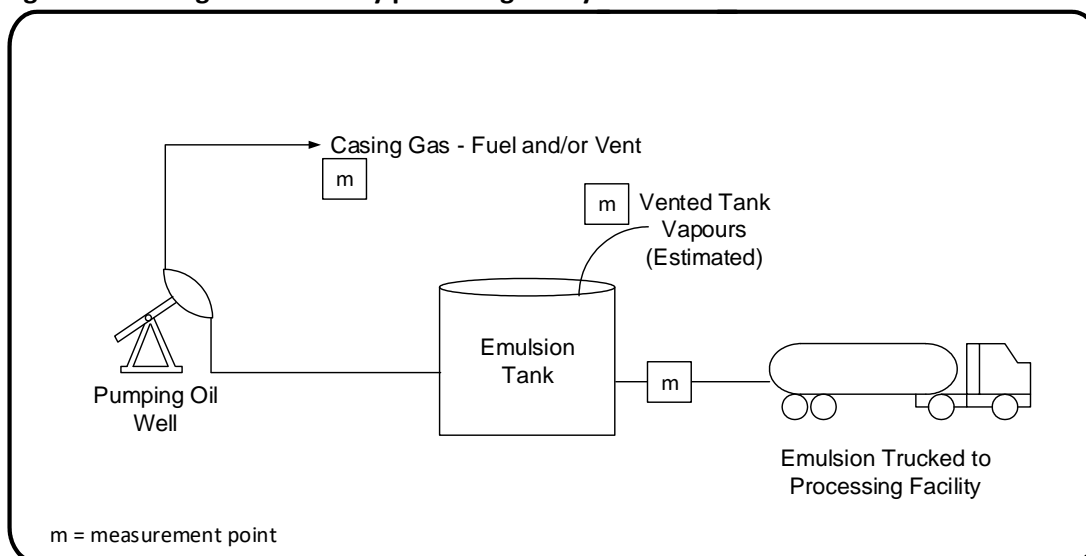 Casing Gas - Fuel and/or Vent
m
m
Vented Tank
Vapours
(Estimated)
Emulsion
Tank
m
Pumping Oil
Well
Emulsion Trucked to
Processing Facility
m = measurement point